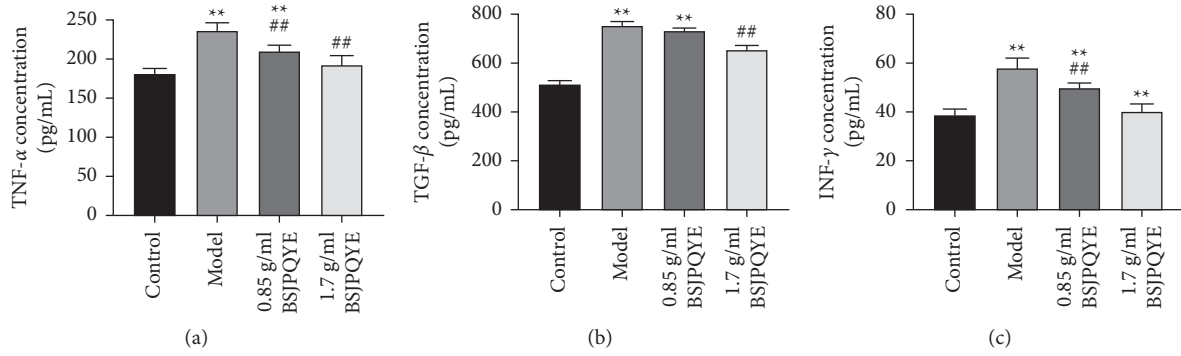 TNF-α concentration
(pg/mL)
250
200
150
100
50
0
**
**
##
##
Control
Model
0.85 g/ml
BSJPQYE
1.7 g/ml
BSJPQYE
(a)
TGF-β concentration
(pg/mL)
800
600
400
200
0
**
**
##
Control
Model
0.85 g/ml
BSJPQYE
1.7 g/ml
BSJPQYE
(b)
INF-γ concentration
(pg/mL)
80
60
40
20
0
**
**
##
**
Control
Model
0.85 g/ml
BSJPQYE
1.7 g/ml
BSJPQYE
(c)